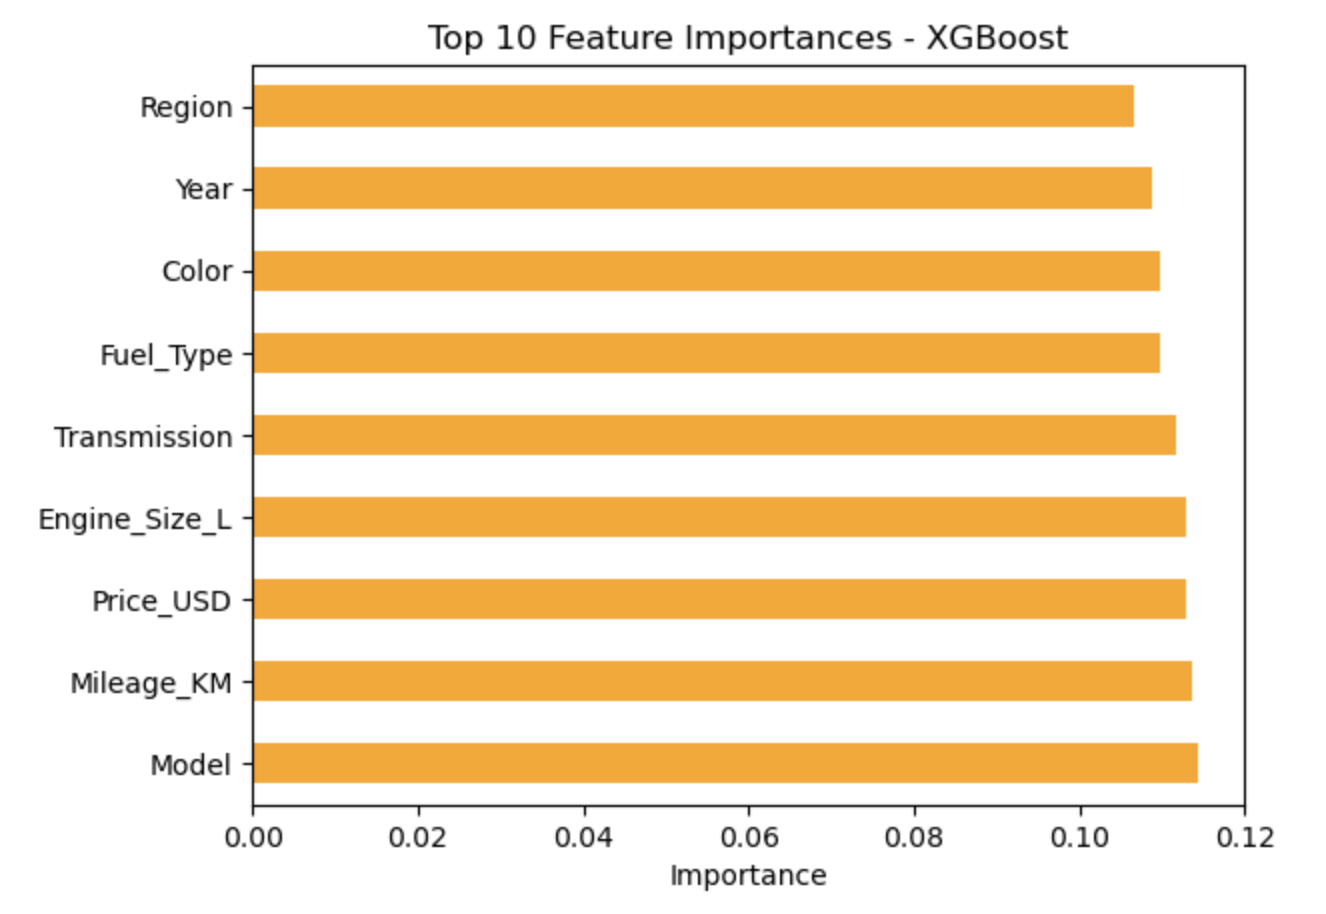 Top 10 Feature Importances - XGBoost
Region
Year
Color
Fuel_Type
Transmission
Engine_Size_L
Price_USD
Mileage_KM
Model
0.00 0.02 0.04 0.06 0.08 0.10 0.12
Importance